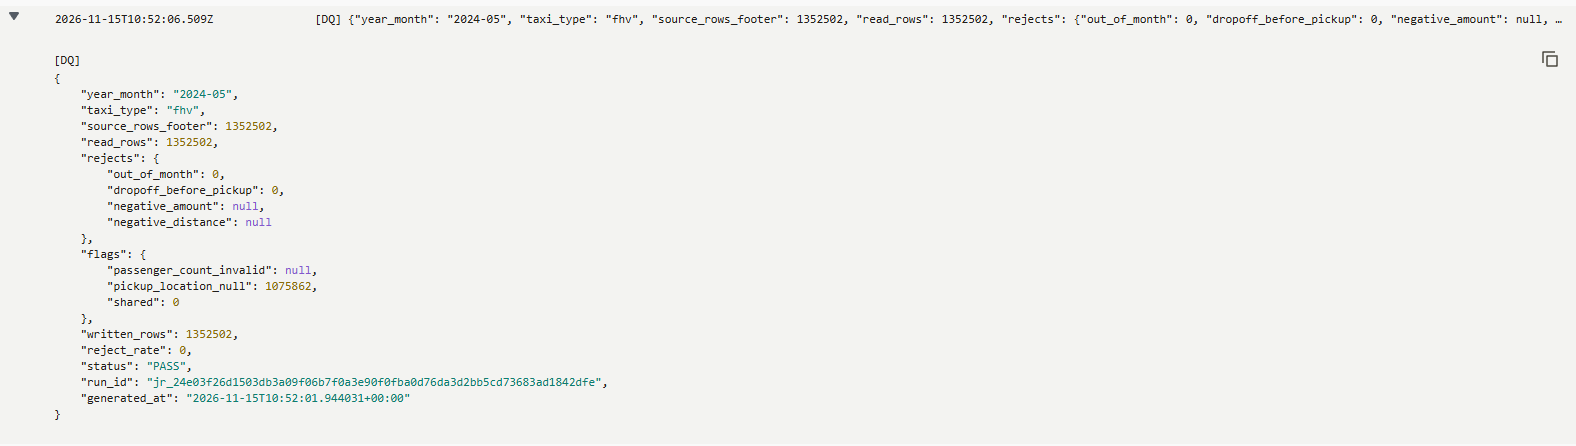 2026-11-15T10:52:06.509Z [DQ] {"year_month": "2024-05", "taxi_type": "fhv", "source_rows_footer": 1352502, "read_rows": 1352502, "rejects": {"out_of_month": 0, "dropoff_before_pickup": 0, "negative_amount": null, …
[DQ]
{
    "year_month": "2024-05",
    "taxi_type": "fhv",
    "source_rows_footer": 1352502,
    "read_rows": 1352502,
    "rejects": {
        "out_of_month": 0,
        "dropoff_before_pickup": 0,
        "negative_amount": null,
        "negative_distance": null
    },
    "flags": {
        "passenger_count_invalid": null,
        "pickup_location_null": 1075862,
        "shared": 0
    },
    "written_rows": 1352502,
    "reject_rate": 0,
    "status": "PASS",
    "run_id": "jr_24e03f26d1503db3a09f06b7f0a3e90f0fba0d76da3d2bb5cd73683ad1842dfe",
    "generated_at": "2026-11-15T10:52:01.944031+00:00"
}